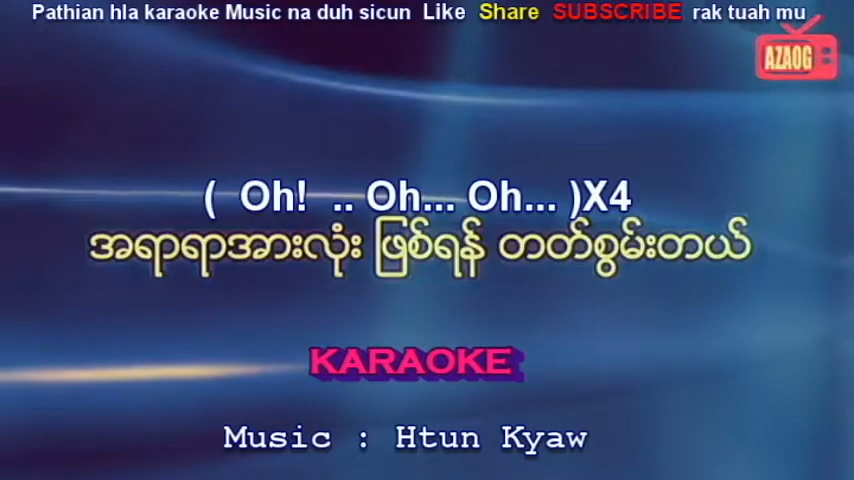 Pathian hla karaoke Music na duh sicun Like Share SUBSCRIBE rak tuah mu
AZAOG
( Oh! .. Oh... Oh... )X4
အရာရာအားလုံး ဖြစ်ရန် တတ်စွမ်းတယ်
KARAOKE
Music : Htun Kyaw